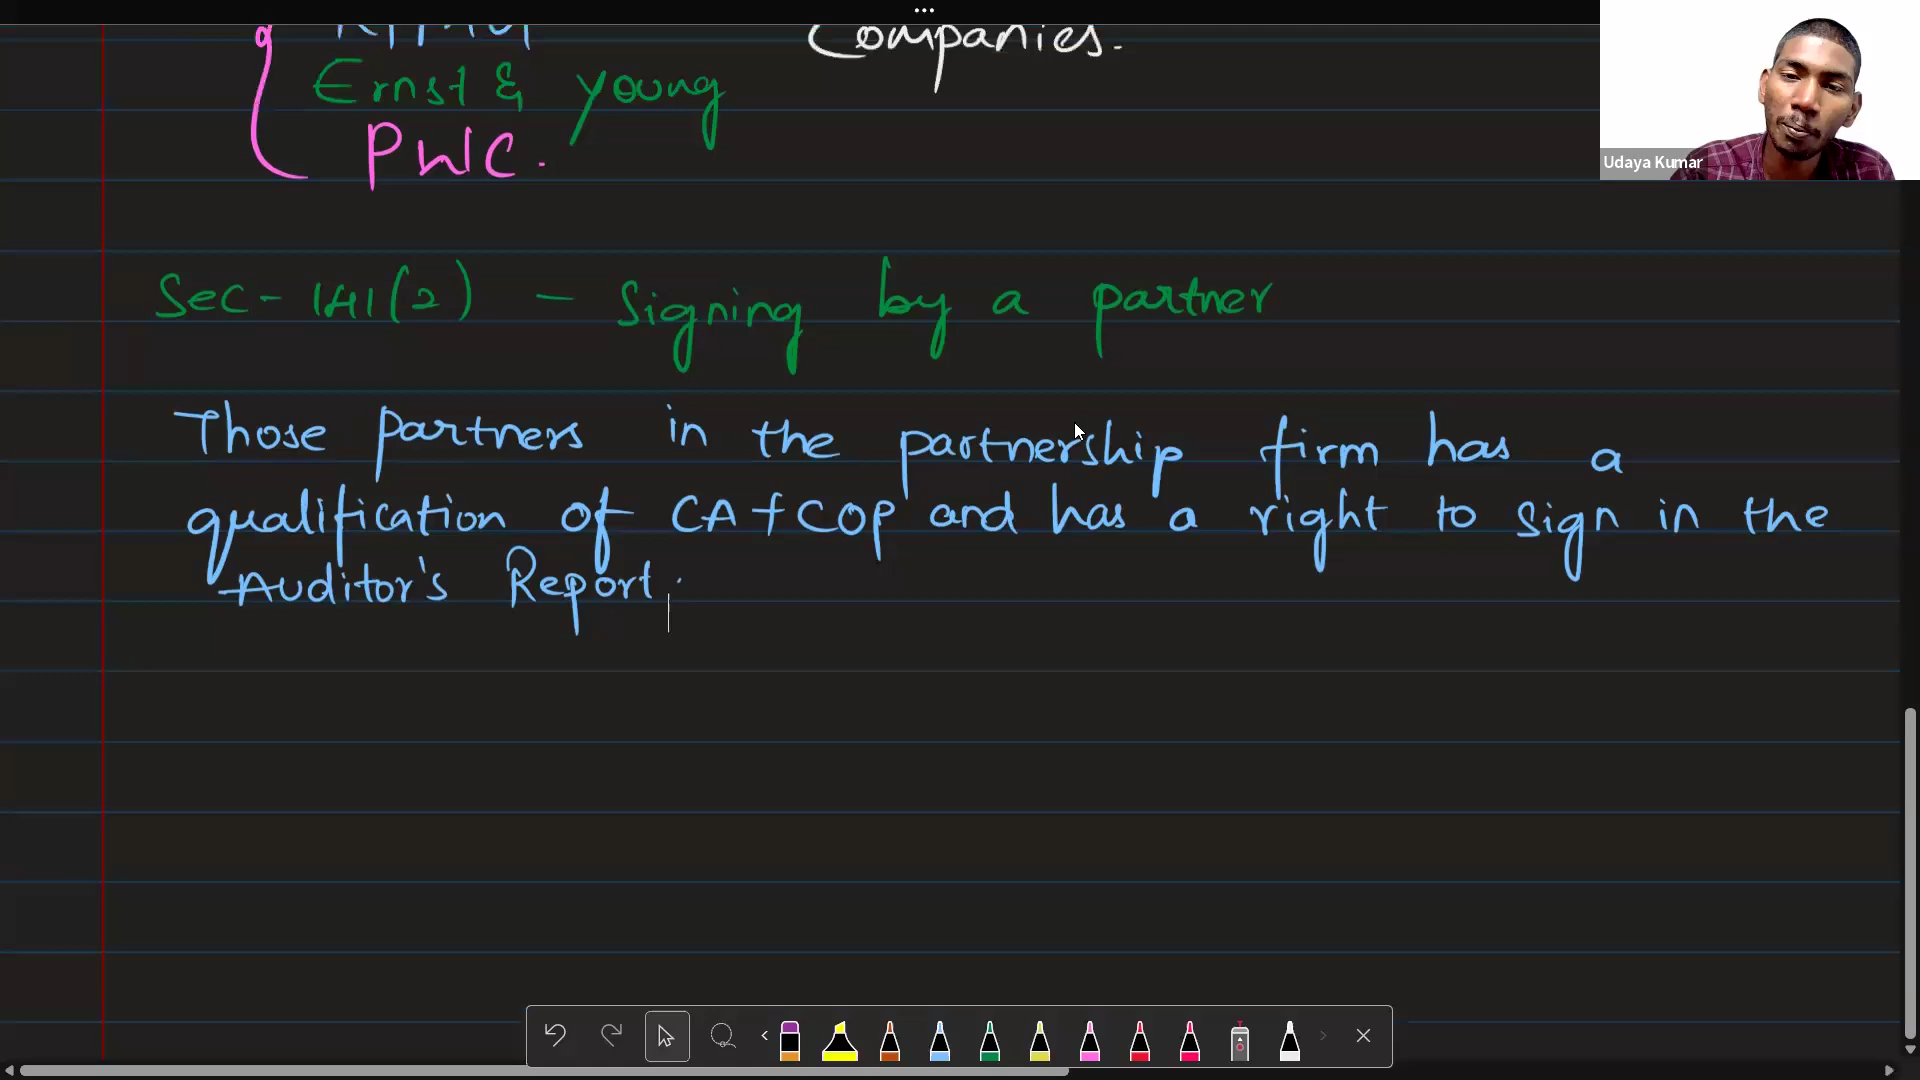 Companies.
Ernst & young
PWC.
Udaya Kumar
Sec-141(2) - Signing by a partner
Those partners in the partnership firm has a
qualification of CA+COP and has a right to sign in the
Auditor's Report.